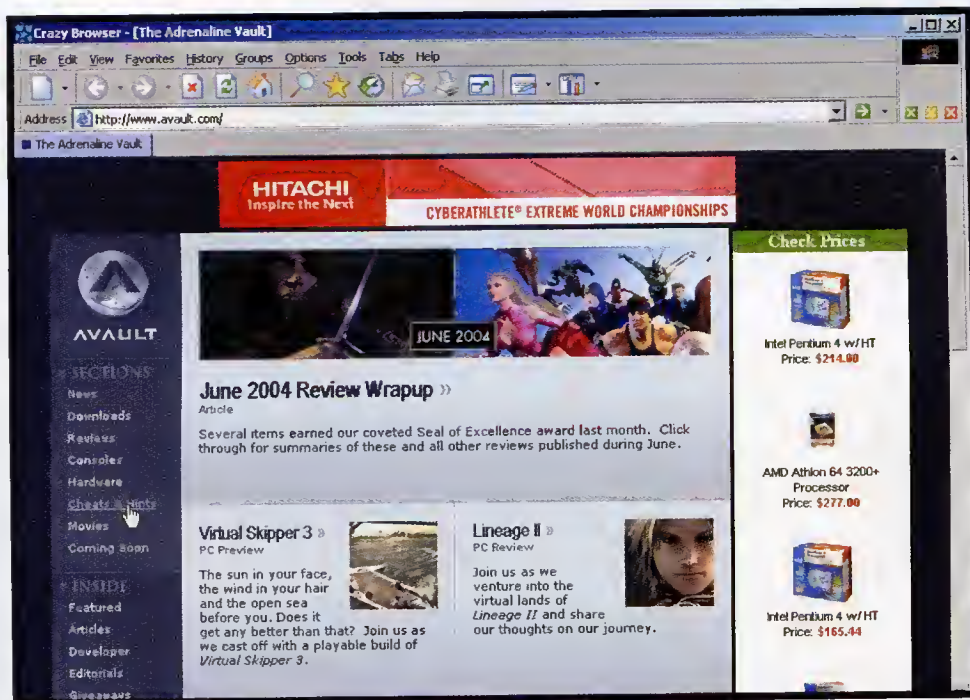 Crazy Browser - [The Adrenaline Vault]
File Edit View Favorites History Groups Options Tools Tabs Help
Address http://www.avault.com/
The Adrenaline Vault
HITACHI
Inspire the Next
CYBERATHLETE® EXTREME WORLD CHAMPIONSHIPS
AVAULT
SECTIONS
News
Downloads
Reviews
Consoles
Hardware
Cheats & Hints
Movies
Coming Soon
INSIDE
Featured
Articles
Developer
Editorials
Giveaways
JUNE 2004
June 2004 Review Wrapup »
Article
Several items earned our coveted Seal of Excellence award last month. Click
through for summaries of these and all other reviews published during June.
Virtual Skipper 3 »
PC Preview
The sun in your face,
the wind in your hair
and the open sea
before you. Does it
get any better than that? Join us as
we cast off with a playable build of
Virtual Skipper 3.
Lineage II »
PC Review
Join us as we
venture into the
virtual lands of
Lineage II and share
our thoughts on our journey.
Check Prices
Intel Pentium 4 w/ HT
Price: $214.00
AMD Athlon 64 3200+
Processor
Price: $277.00
Intel Pentium 4 w/ HT
Price: $165.44